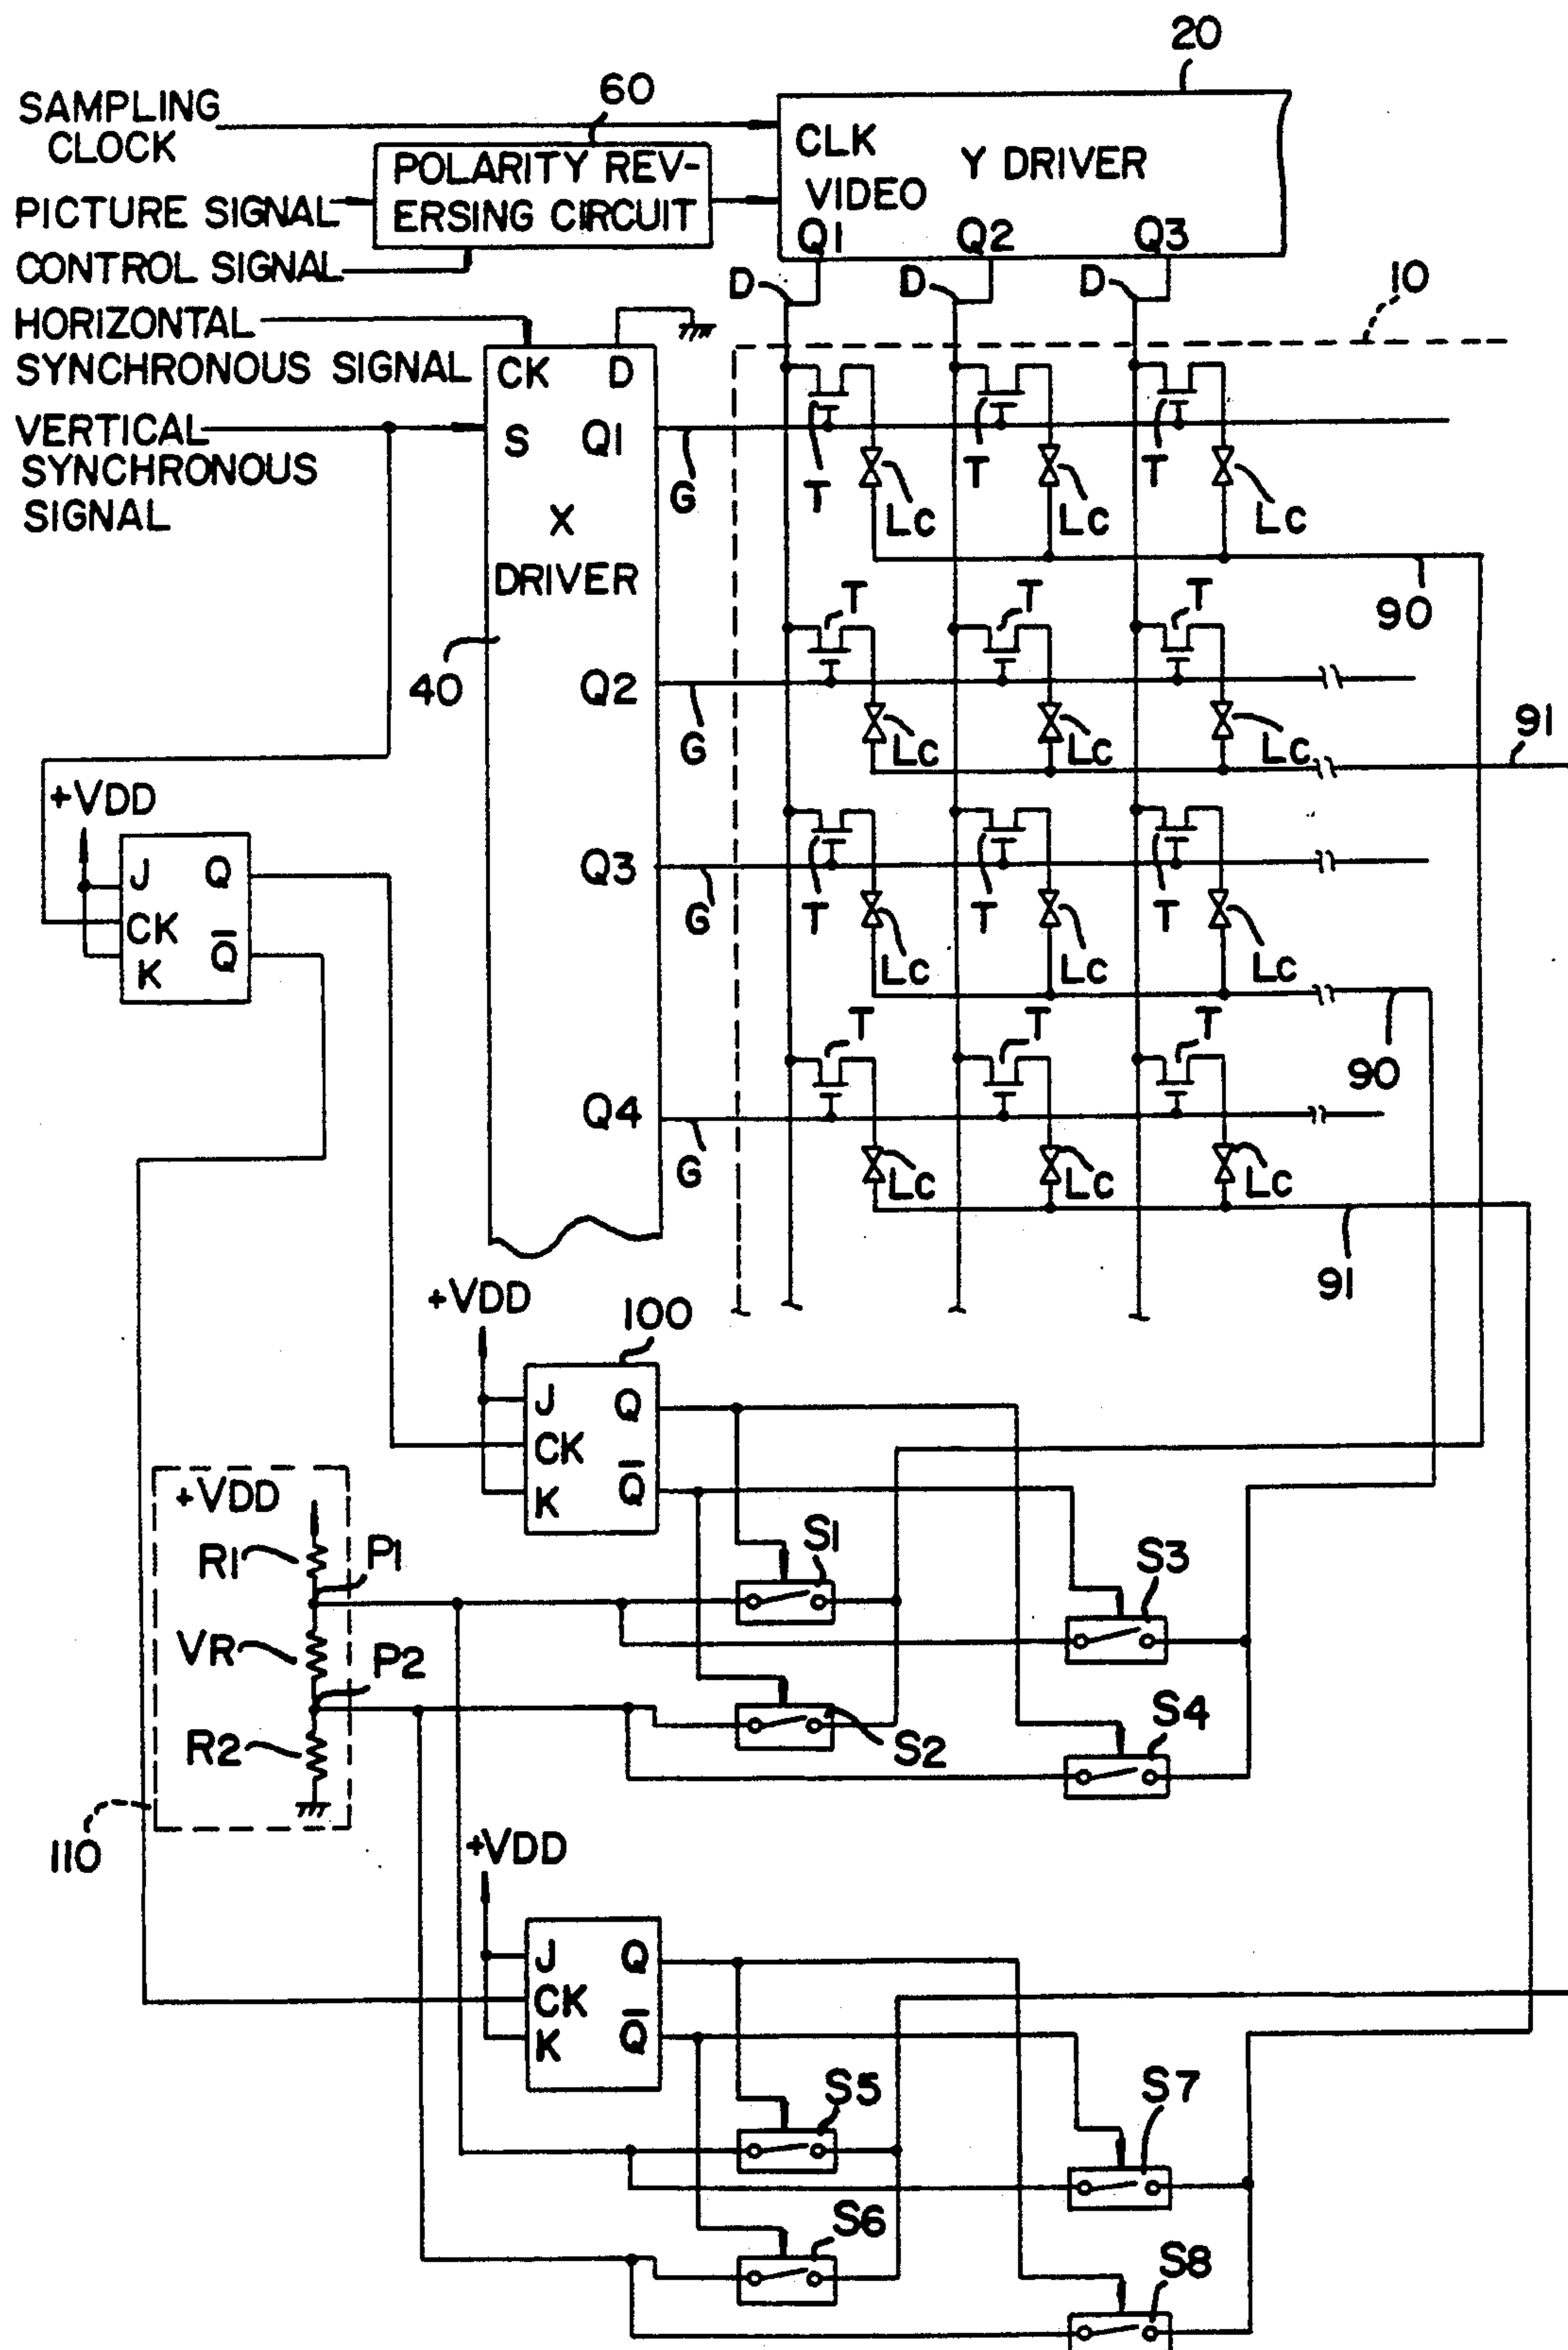 20
SAMPLING
CLOCK
60
CLK
Y DRIVER
VIDEO
Q1
Q2
Q3
POLARITY REV-
ERSING CIRCUIT
PICTURE SIGNAL
CONTROL SIGNAL
D
D
D
10
HORIZONTAL
SYNCHRONOUS SIGNAL
CK
D
VERTICAL
SYNCHRONOUS
SIGNAL
S
Q1
X
DRIVER
G
T
T
T
LC
LC
LC
90
T
T
T
40
Q2
G
LC
LC
LC
91
+VDD
J
Q
CK
K
Q̅
Q3
G
T
T
T
LC
LC
LC
90
T
T
T
Q4
G
LC
LC
LC
91
+VDD
100
J
Q
CK
K
Q̅
+VDD
R1
P1
VR
P2
R2
110
S1
S3
S2
S4
+VDD
J
Q
CK
K
Q̅
S5
S7
S6
S8